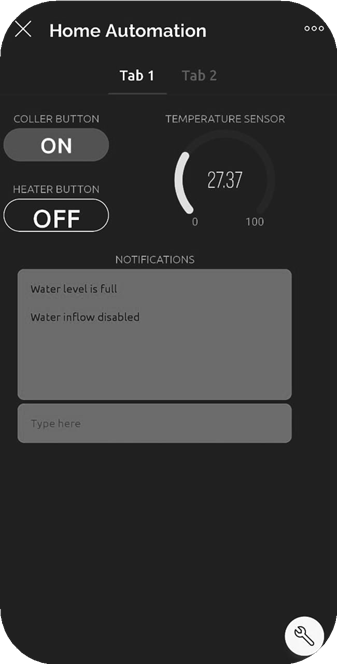 Home Automation
Tab 1 Tab 2
COLLER BUTTON
ON
TEMPERATURE SENSOR
27.37
0 100
HEATER BUTTON
OFF
NOTIFICATIONS
Water level is full
Water inflow disabled
Type here